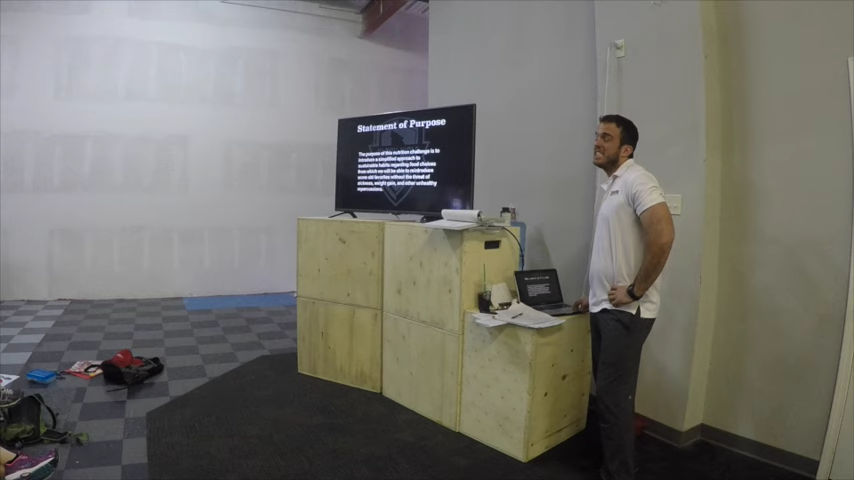 Statement of Purpose
The purpose of this nutrition challenge is to
introduce a simplified approach to
sustainable habits regarding food choices
from which we will be able to reintroduce
some old favorites without the threat of
sickness, weight gain, and other unhealthy
repercussions.